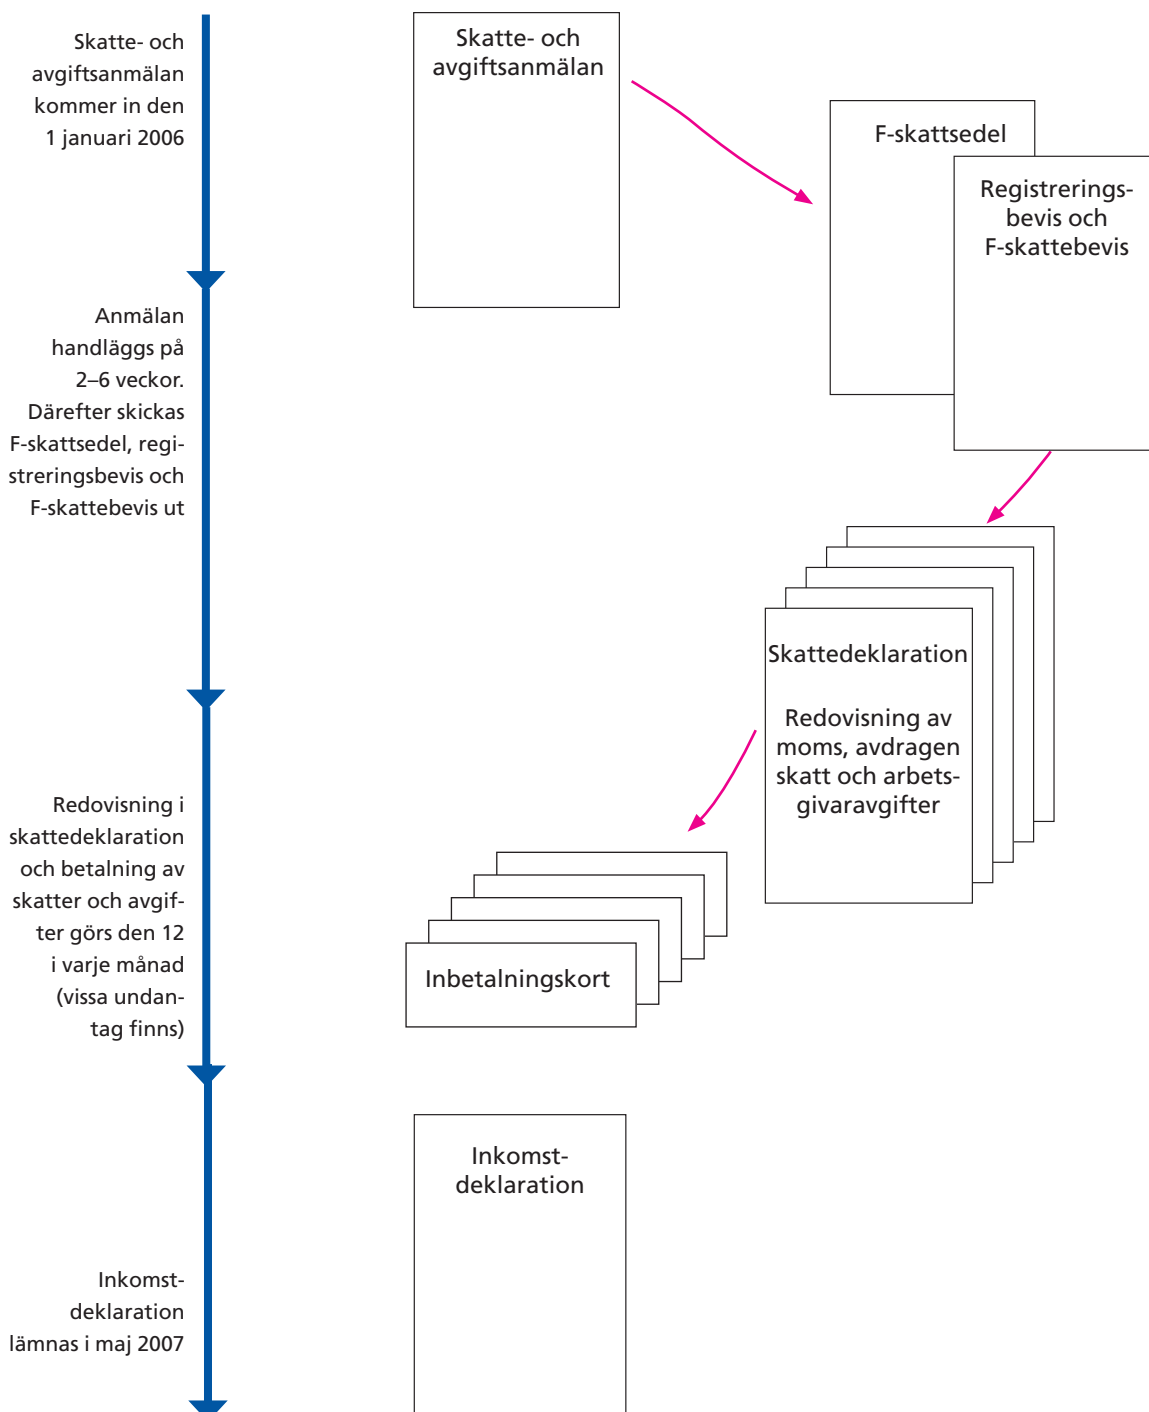 Skatte- och
avgiftsanmälan
kommer in den
1 januari 2006
Skatte- och
avgiftsanmälan
F-skattsedel
Registrerings-
bevis och
F-skattebevis
Anmälan
handläggs på
2–6 veckor.
Därefter skickas
F-skattsedel, regi-
streringsbevis och
F-skattebevis ut
Skattedeklaration
Redovisning av
moms, avdragen
skatt och arbets-
givaravgifter
Redovisning i
skattedeklaration
och betalning av
skatter och avgif-
ter görs den 12
i varje månad
(vissa undan-
tag finns)
Inbetalningskort
Inkomst-
deklaration
Inkomst-
deklaration
lämnas i maj 2007